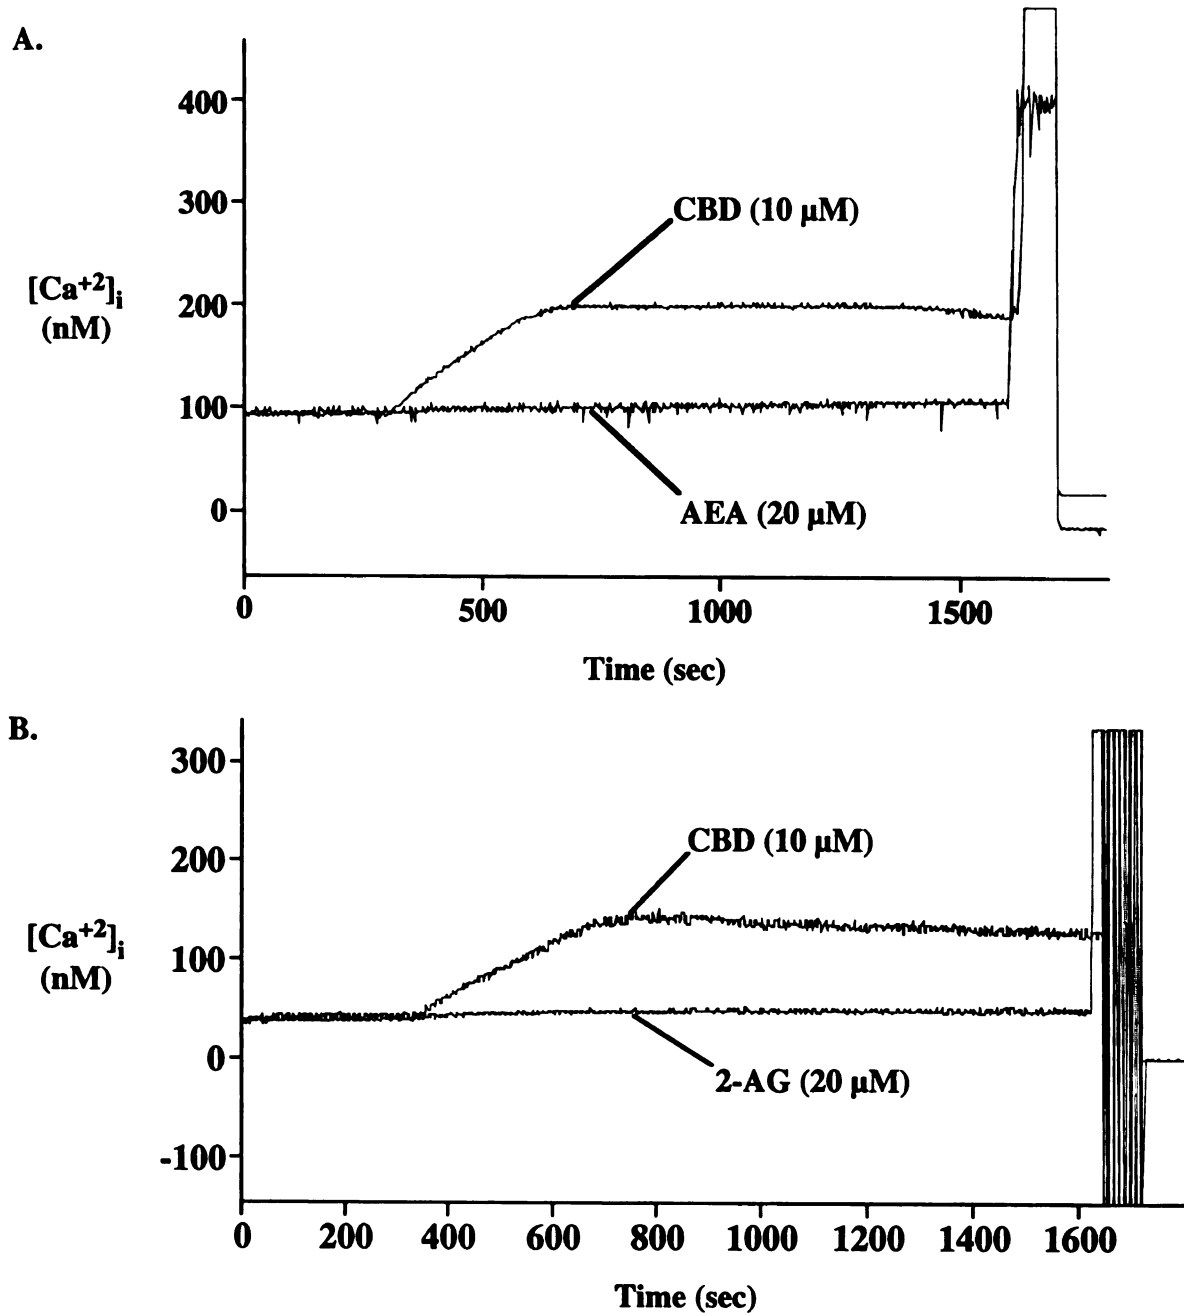 A.
400
300
CBD (10 µM)
[Ca⁺²]ᵢ
(nM)
200
100
AEA (20 µM)
0
0 500 1000 1500
Time (sec)
B.
300
CBD (10 µM)
200
[Ca⁺²]ᵢ
(nM)
100
0
2-AG (20 µM)
-100
0 200 400 600 800 1000 1200 1400 1600
Time (sec)